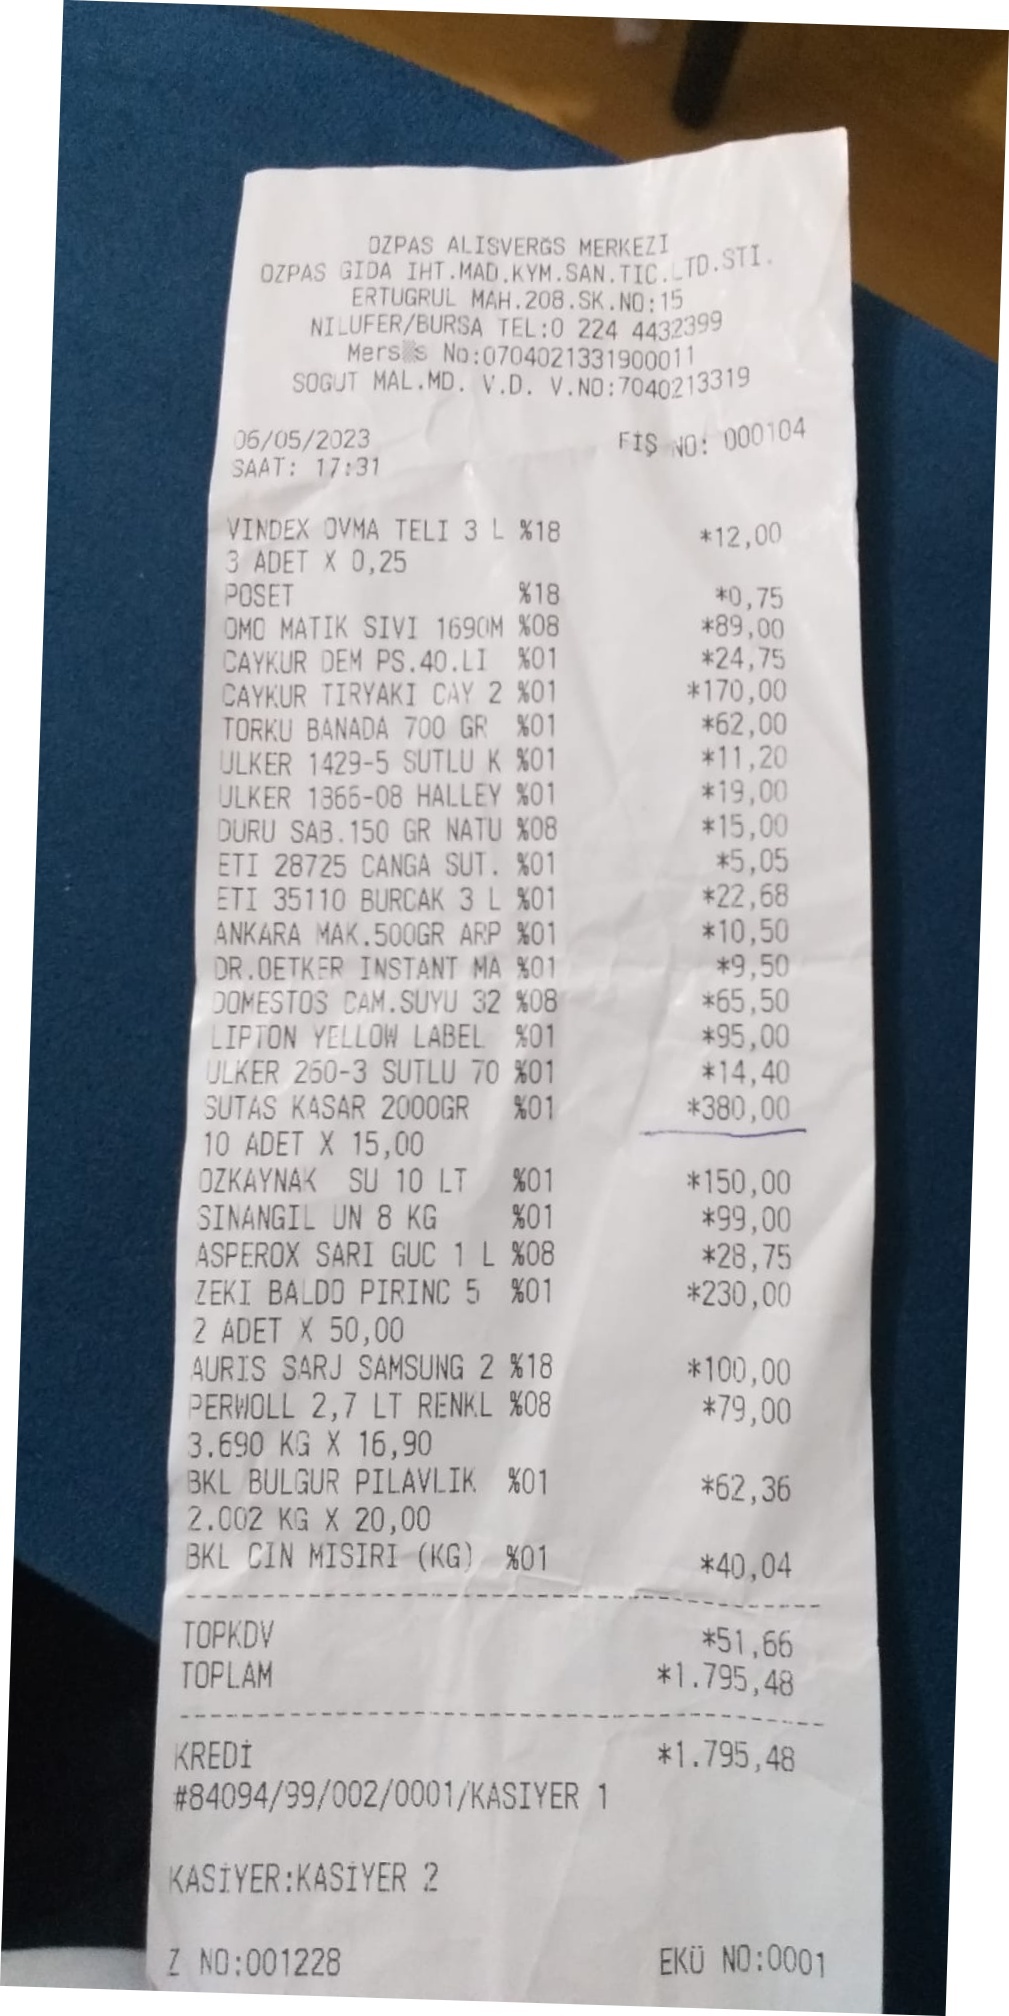 OZPAS ALISVERGS MERKEZI
OZPAS GIDA IHT.MAD.KYM.SAN.TIC.LTD.STI.
ERTUGRUL MAH.208.SK.NO:15
NILUFER/BURSA TEL:0 224 4432399
No:0704021331900011
SOGUT MAL.MD. V.D. V.NO:7040213319
06/05/2023 FİŞ NO: 000104
SAAT: 17:31
VINDEX OVMA TELI 3 L %18 *12,00
3 ADET X 0,25
POSET %18 *0,75
OMO MATIK SIVI 1690M %08 *89,00
CAYKUR DEM PS.40.LI %01 *24,75
CAYKUR TIRYAKI CAY 2 %01 *170,00
TORKU BANADA 700 GR %01 *62,00
ULKER 1429-5 SUTLU K %01 *11,20
ULKER 1366-08 HALLEY %01 *19,00
DURU SAB.150 GR NATU %08 *15,00
ETI 28725 CANGA SUT. %01 *5,05
ETI 35110 BURCAK 3 L %01 *22,68
ANKARA MAK.500GR ARP %01 *10,50
DR.OETKER INSTANT MA %01 *9,50
DOMESTOS CAM.SUYU 32 %08 *65,50
LIPTON YELLOW LABEL %01 *95,00
ULKER 260-3 SUTLU 70 %01 *14,40
SUTAS KASAR 2000GR %01 *380,00
10 ADET X 15,00
OZKAYNAK SU 10 LT %01 *150,00
SINANGIL UN 8 KG %01 *99,00
ASPEROX SARI GUC 1 L %08 *28,75
ZEKI BALDO PIRINC 5 %01 *230,00
2 ADET X 50,00
AURIS SARJ SAMSUNG 2 %18 *100,00
PERWOLL 2,7 LT RENKL %08 *79,00
3.690 KG X 16,90
BKL BULGUR PILAVLIK %01 *62,36
2.002 KG X 20,00
BKL CIN MISIRI (KG) %01 *40,04
TOPKDV *51,66
TOPLAM *1.795,48
KREDİ *1.795,48
#84094/99/002/0001/KASIYER 1
KASİYER:KASİYER 2
Z NO:001228 EKÜ NO:0001